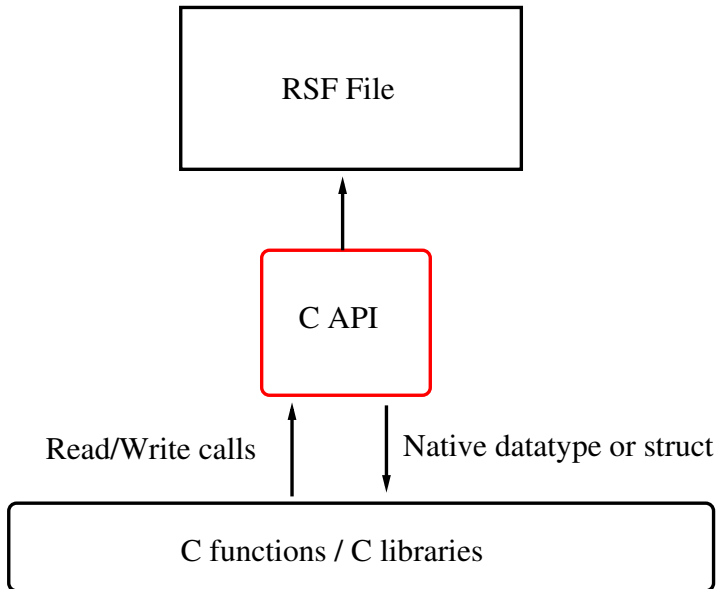 RSF File
C API
Read/Write calls
Native datatype or struct
C functions / C libraries